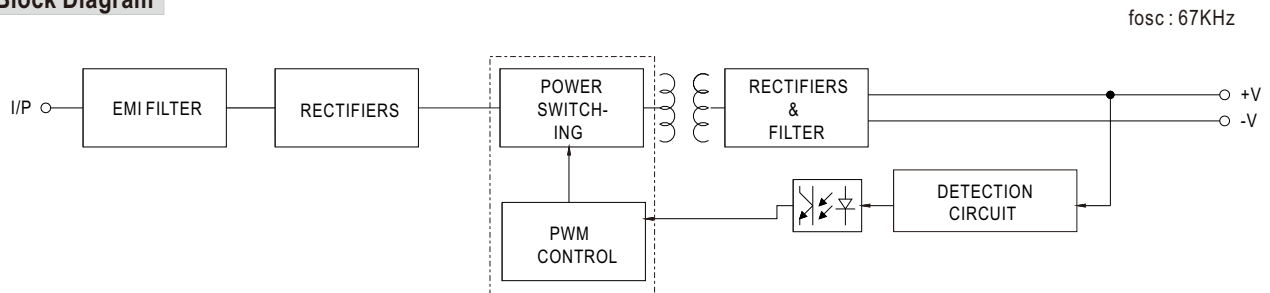 Block Diagram
fosc : 67KHz
I/P
EMI FILTER
RECTIFIERS
POWER
SWITCH-
ING
RECTIFIERS
&
FILTER
+V
-V
DETECTION
CIRCUIT
PWM
CONTROL